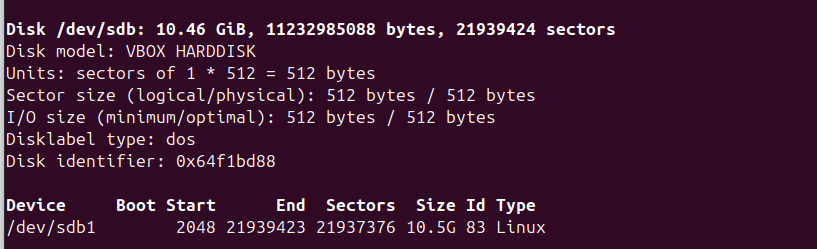 Disk /dev/sdb: 10.46 GiB, 11232985088 bytes, 21939424 sectors
Disk model: VBOX HARDDISK
Units: sectors of 1 * 512 = 512 bytes
Sector size (logical/physical): 512 bytes / 512 bytes
I/O size (minimum/optimal): 512 bytes / 512 bytes
Disklabel type: dos
Disk identifier: 0x64f1bd88
Device     Boot Start      End  Sectors  Size Id Type
/dev/sdb1        2048 21939423 21937376 10.5G 83 Linux